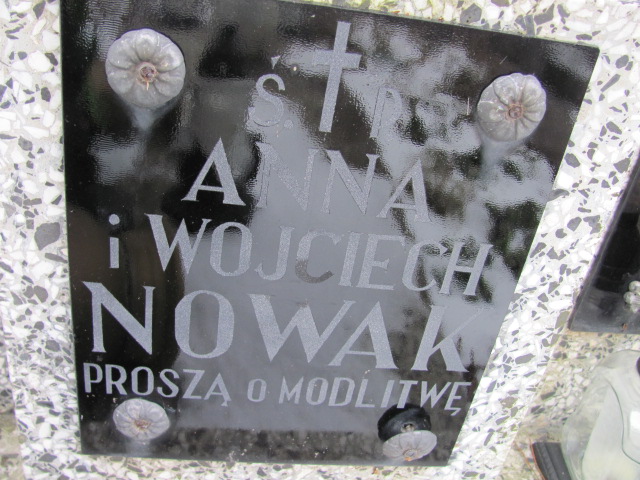 Ś. P.
ANNA
i WOJCIECH
NOWAK
PROSZĄ O MODLITWĘ